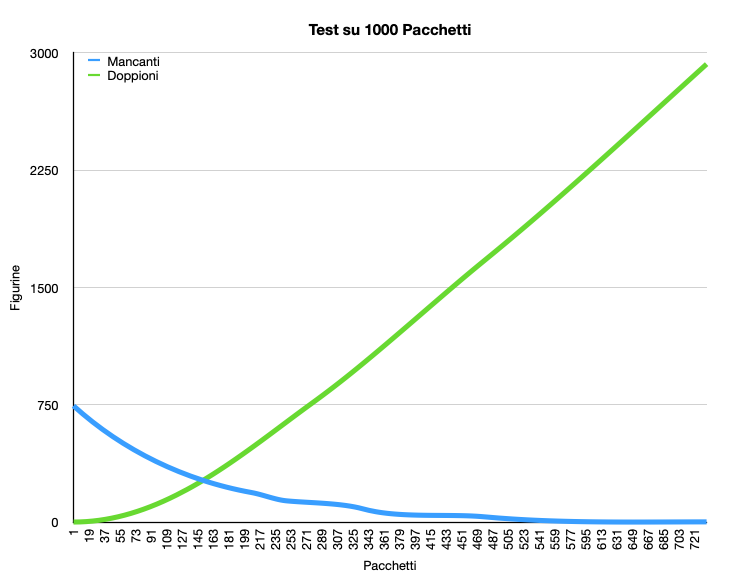 Test su 1000 Pacchetti
Mancanti
Doppioni
3000
2250
1500
750
0
Figurine
1 19 37 55 73 91 109 127 145 163 181 199 217 235 253 271 289 307 325 343 361 379 397 415 433 451 469 487 505 523 541 559 577 595 613 631 649 667 685 703 721
Pacchetti